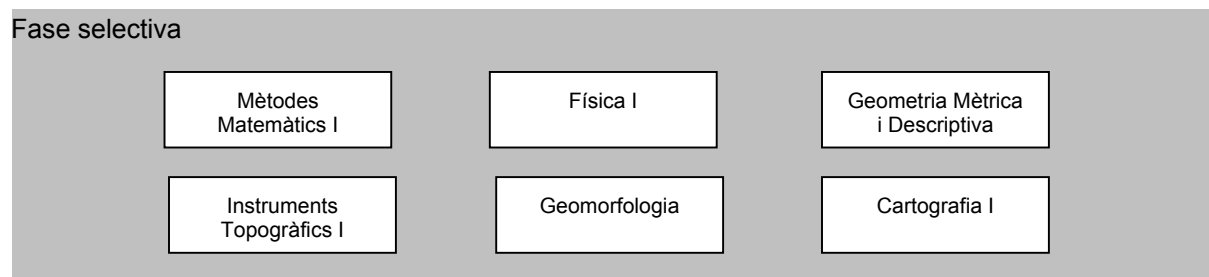 Fase selectiva
Mètodes
Matemàtics I
Física I
Geometria Mètrica
i Descriptiva
Instruments
Topogràfics I
Geomorfologia
Cartografia I